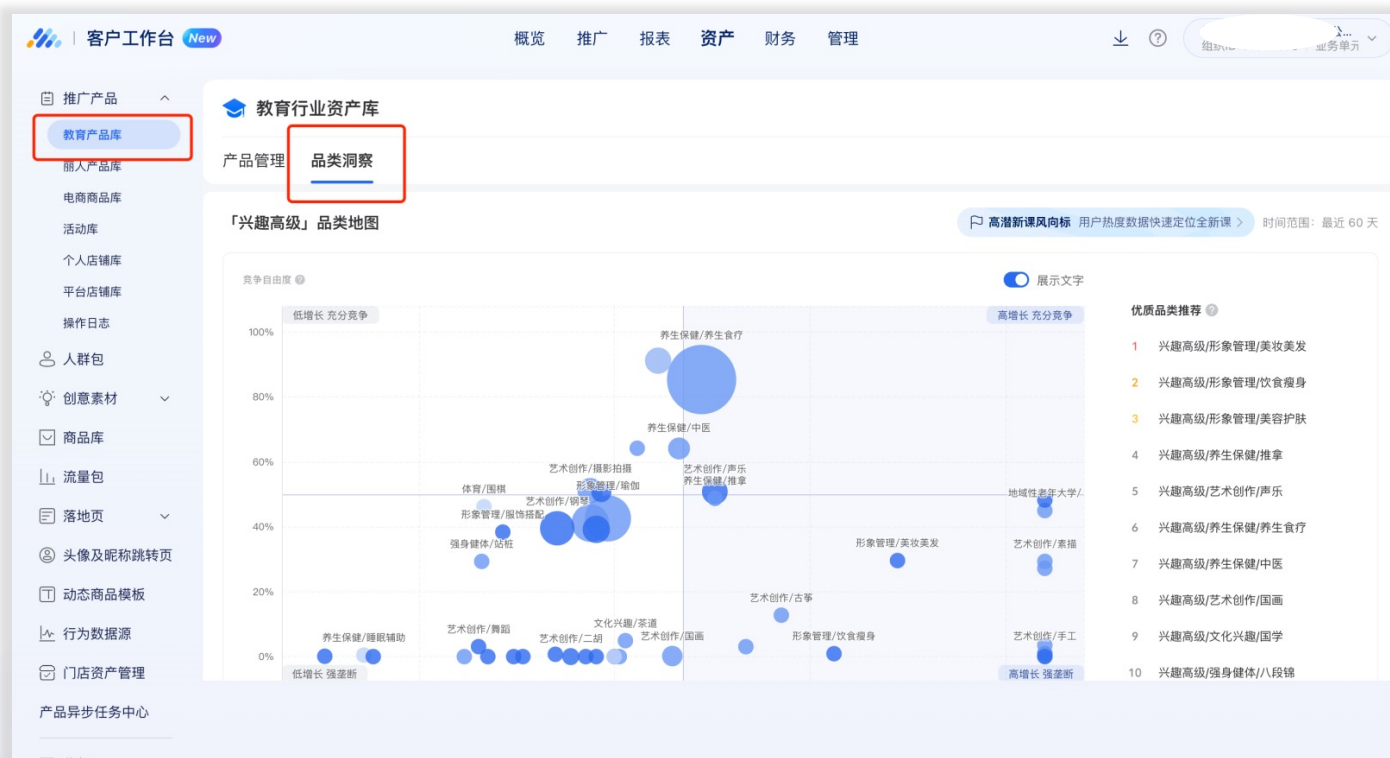 客户工作台 New
概览 推广 报表 资产 财务 管理
业务单元
推广产品
教育产品库
丽人产品库
电商商品库
活动库
个人店铺库
平台店铺库
操作日志
人群包
创意素材
商品库
流量包
落地页
头像及昵称跳转页
动态商品模板
行为数据源
门店资产管理
产品异步任务中心
教育行业资产库
产品管理 品类洞察
「兴趣高级」品类地图
高潜新课风向标 用户热度数据快速定位全新课 时间范围: 最近 60 天
竞争自由度
展示文字
低增长 充分竞争
高增长 充分竞争
100%
80%
60%
40%
20%
0%
养生保健/养生食疗
养生保健/中医
艺术创作/摄影拍摄
艺术创作/声乐
养生保健/推拿
体育/围棋
形象管理/瑜伽
艺术创作/钢琴
地域性老年大学/.
形象管理/服饰搭配
强身健体/站桩
形象管理/美妆美发
艺术创作/素描
艺术创作/古筝
文化兴趣/茶道
养生保健/睡眠辅助
艺术创作/舞蹈
艺术创作/二胡
艺术创作/国画
形象管理/饮食瘦身
艺术创作/手工
低增长 强垄断
高增长 强垄断
优质品类推荐
1 兴趣高级/形象管理/美妆美发
2 兴趣高级/形象管理/饮食瘦身
3 兴趣高级/形象管理/美容护肤
4 兴趣高级/养生保健/推拿
5 兴趣高级/艺术创作/声乐
6 兴趣高级/养生保健/养生食疗
7 兴趣高级/养生保健/中医
8 兴趣高级/艺术创作/国画
9 兴趣高级/文化兴趣/国学
10 兴趣高级/强身健体/八段锦